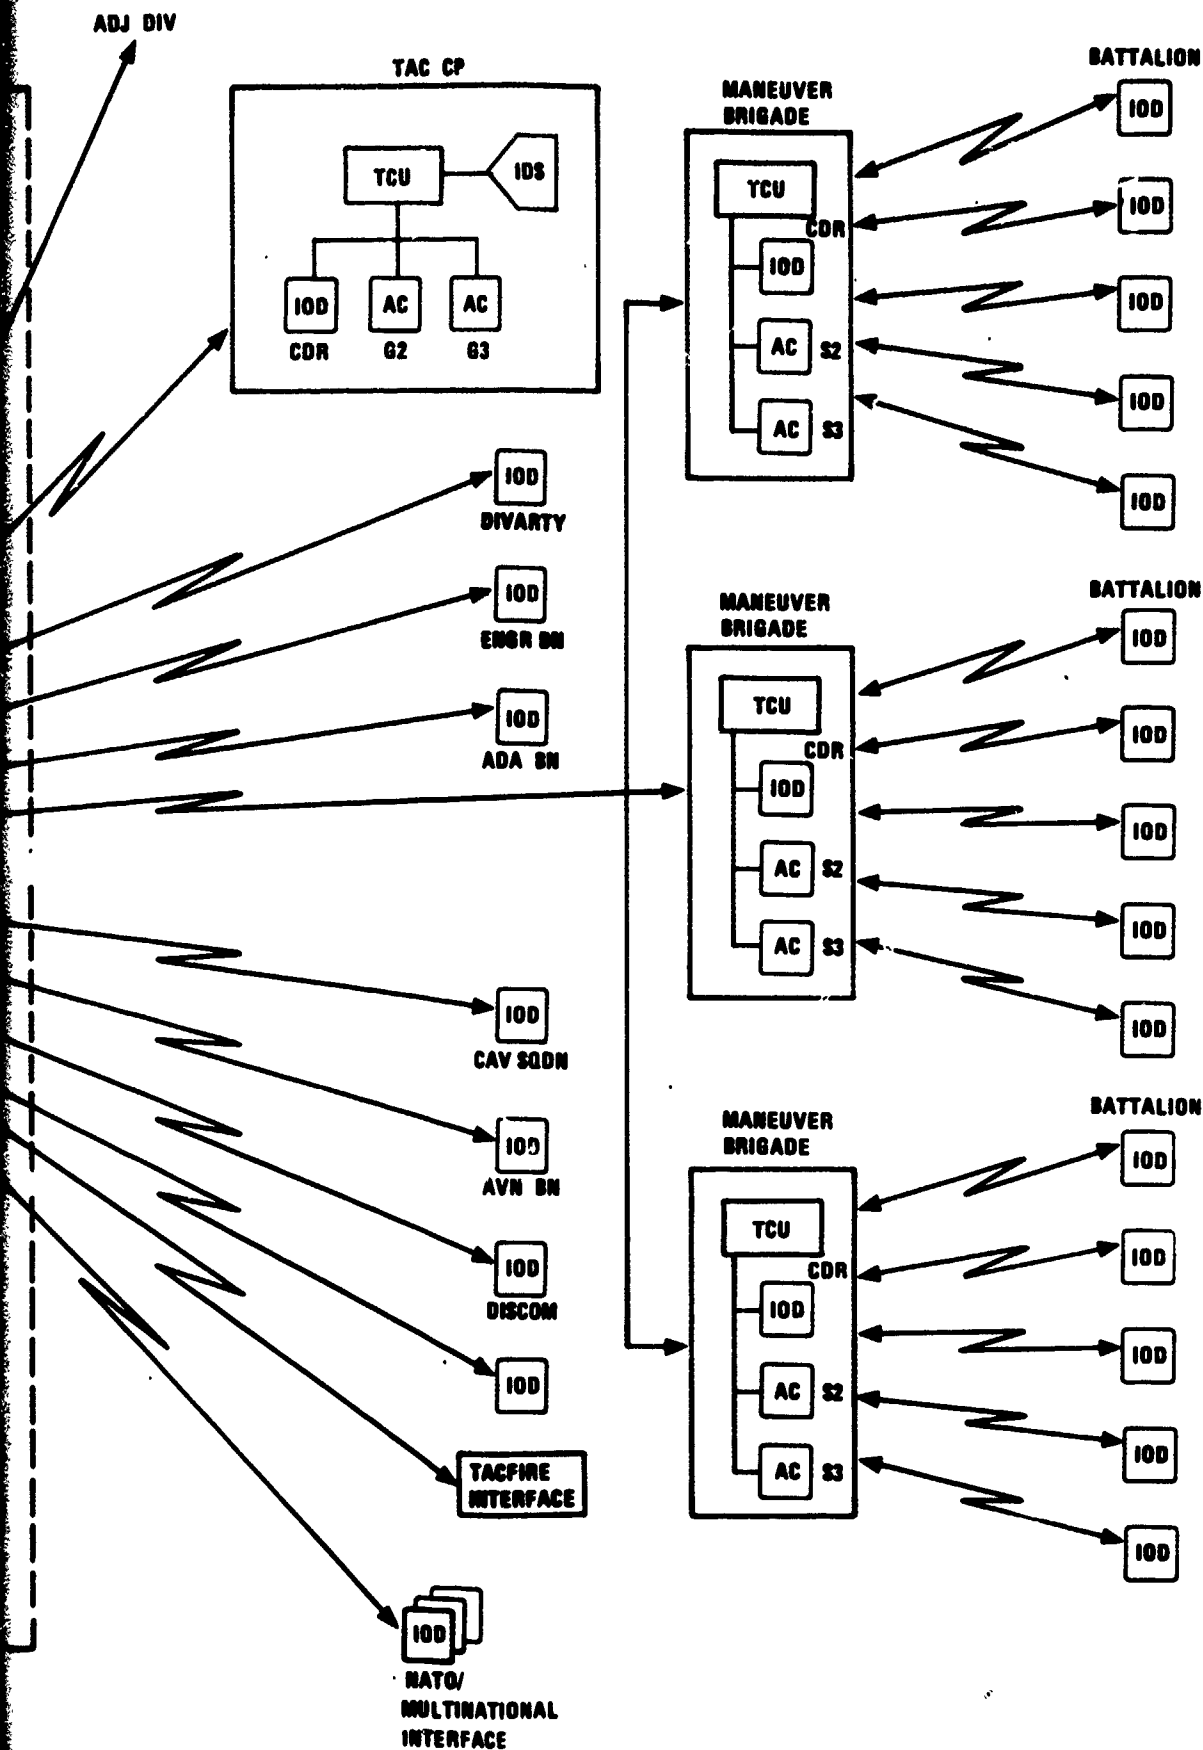 ADJ DIV
TAC CP
TCU
IDS
IOD
AC
AC
CDR
G2
G3
IOD
DIVARTY
IOD
ENGR BN
IOD
ADA BN
IOD
CAV SQDN
IOD
AVN BN
IOD
DISCOM
IOD
TACFIRE
INTERFACE
IOD
NATO/
MULTINATIONAL
INTERFACE
MANEUVER
BRIGADE
TCU
CDR
IOD
AC S2
AC S3
BATTALION
IOD
IOD
IOD
IOD
IOD
MANEUVER
BRIGADE
TCU
CDR
IOD
AC S2
AC S3
BATTALION
IOD
IOD
IOD
IOD
IOD
MANEUVER
BRIGADE
TCU
CDR
IOD
AC S2
AC S3
BATTALION
IOD
IOD
IOD
IOD
IOD